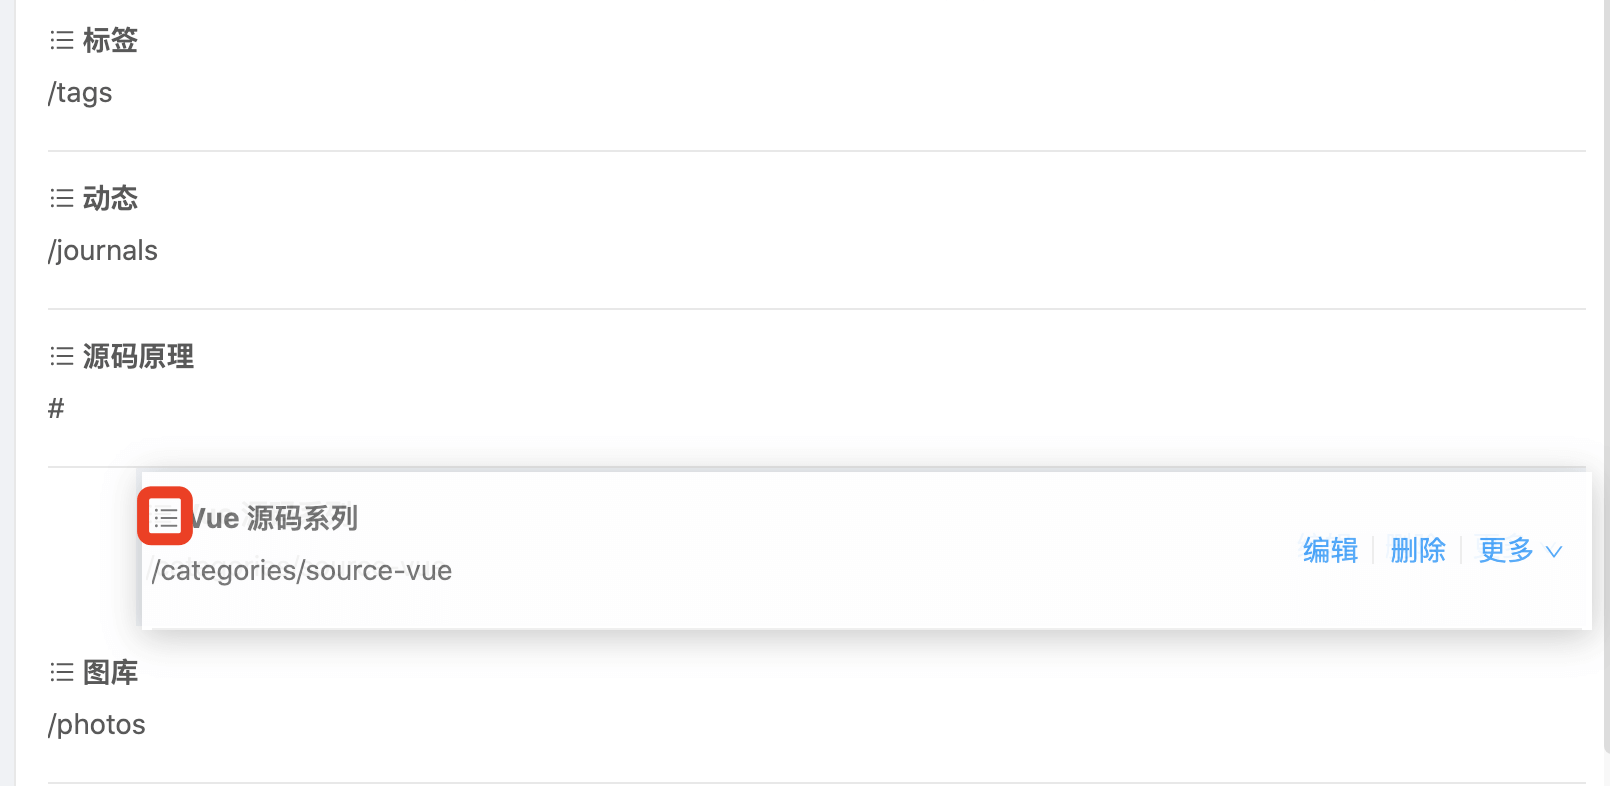 标签
/tags
动态
/journals
源码原理
#
Vue 源码系列
/categories/source-vue
编辑 删除 更多
图库
/photos